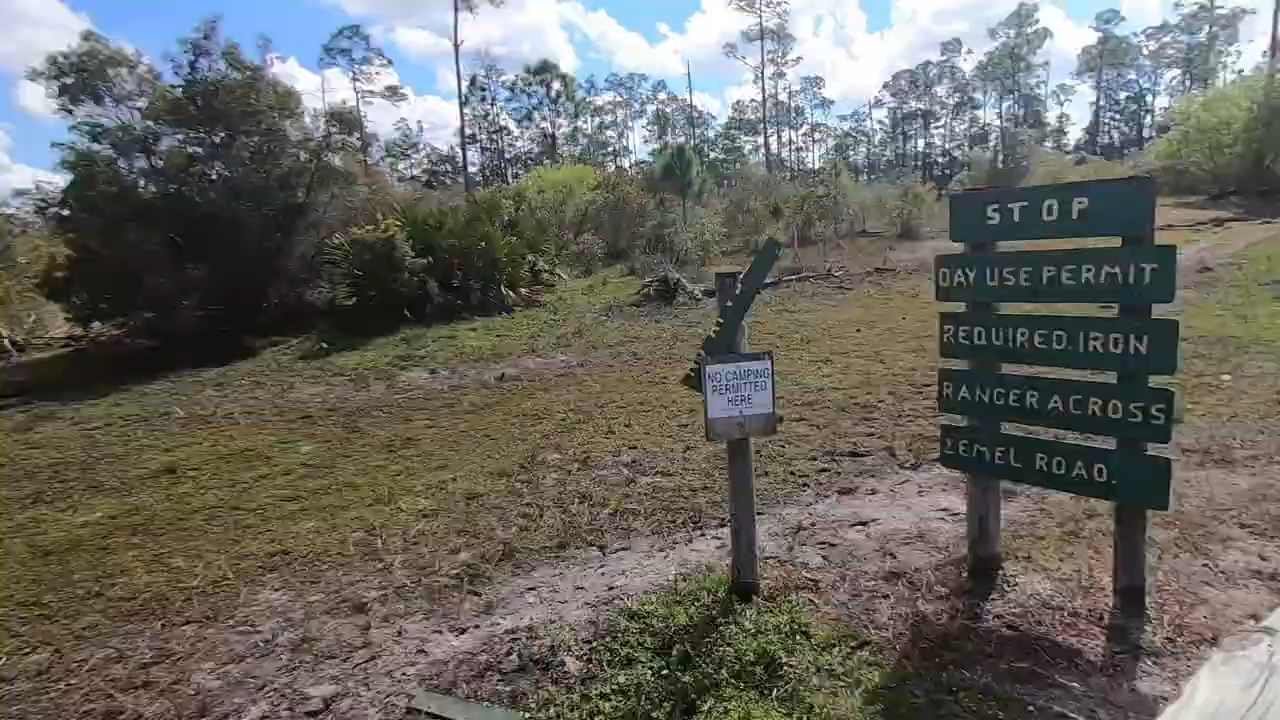 STOP
DAY USE PERMIT
REQUIRED. IRON
RANGER ACROSS
ZEMEL ROAD.
NO CAMPING
PERMITTED
HERE